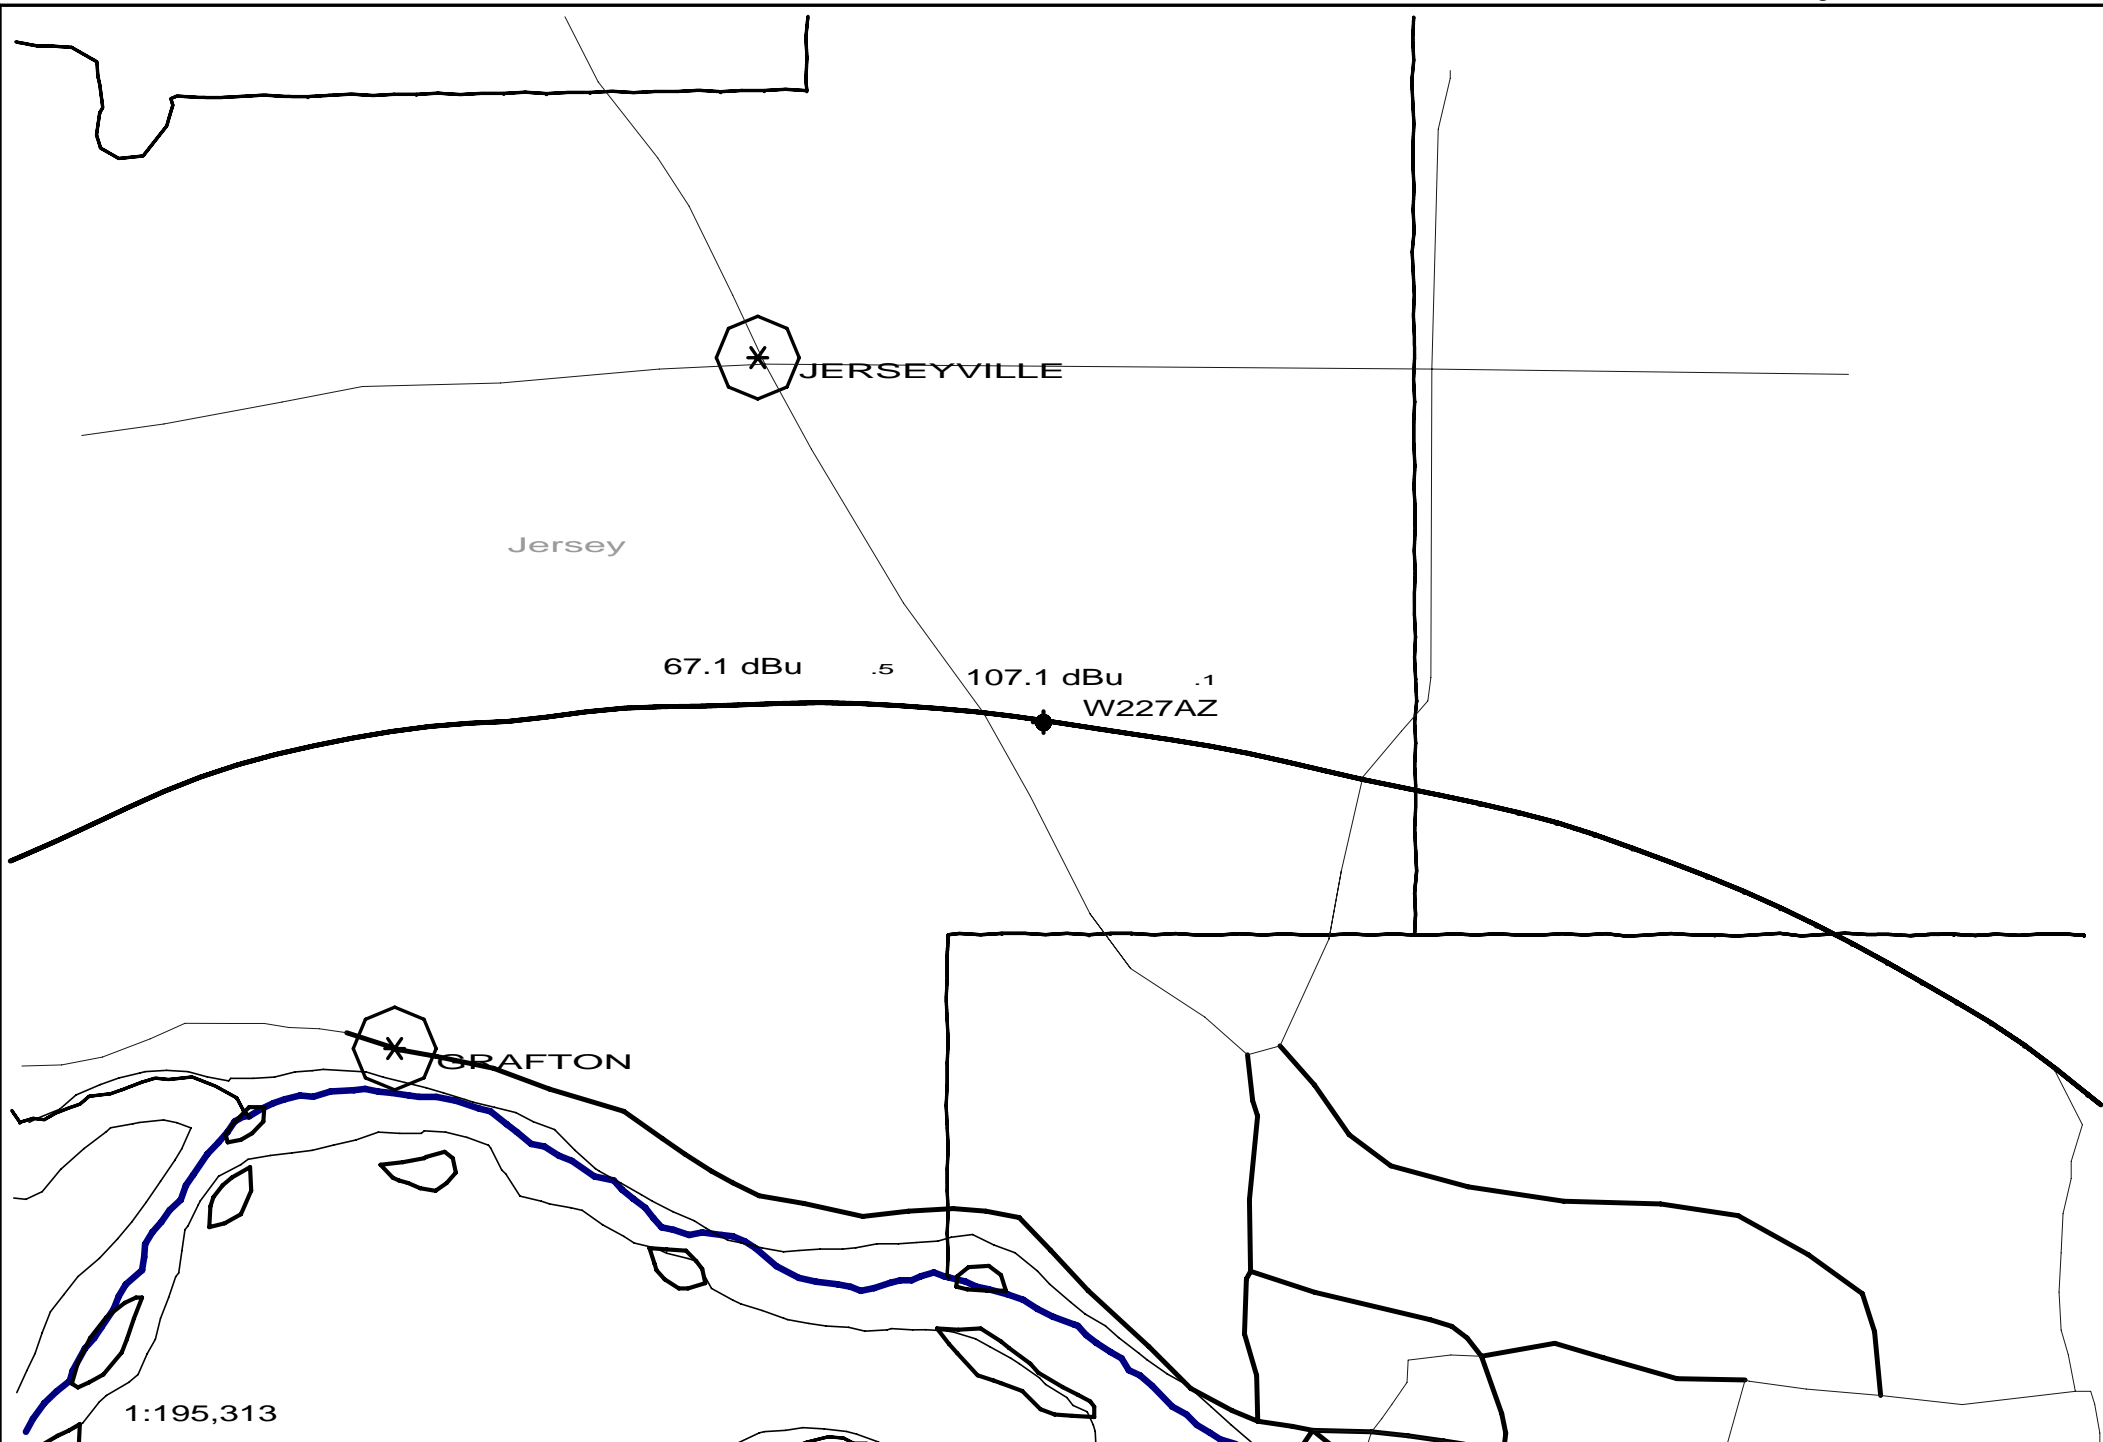 JERSEYVILLE
Jersey
67.1 dBu .5 107.1 dBu .1
W227AZ
GRAFTON
1:195,313